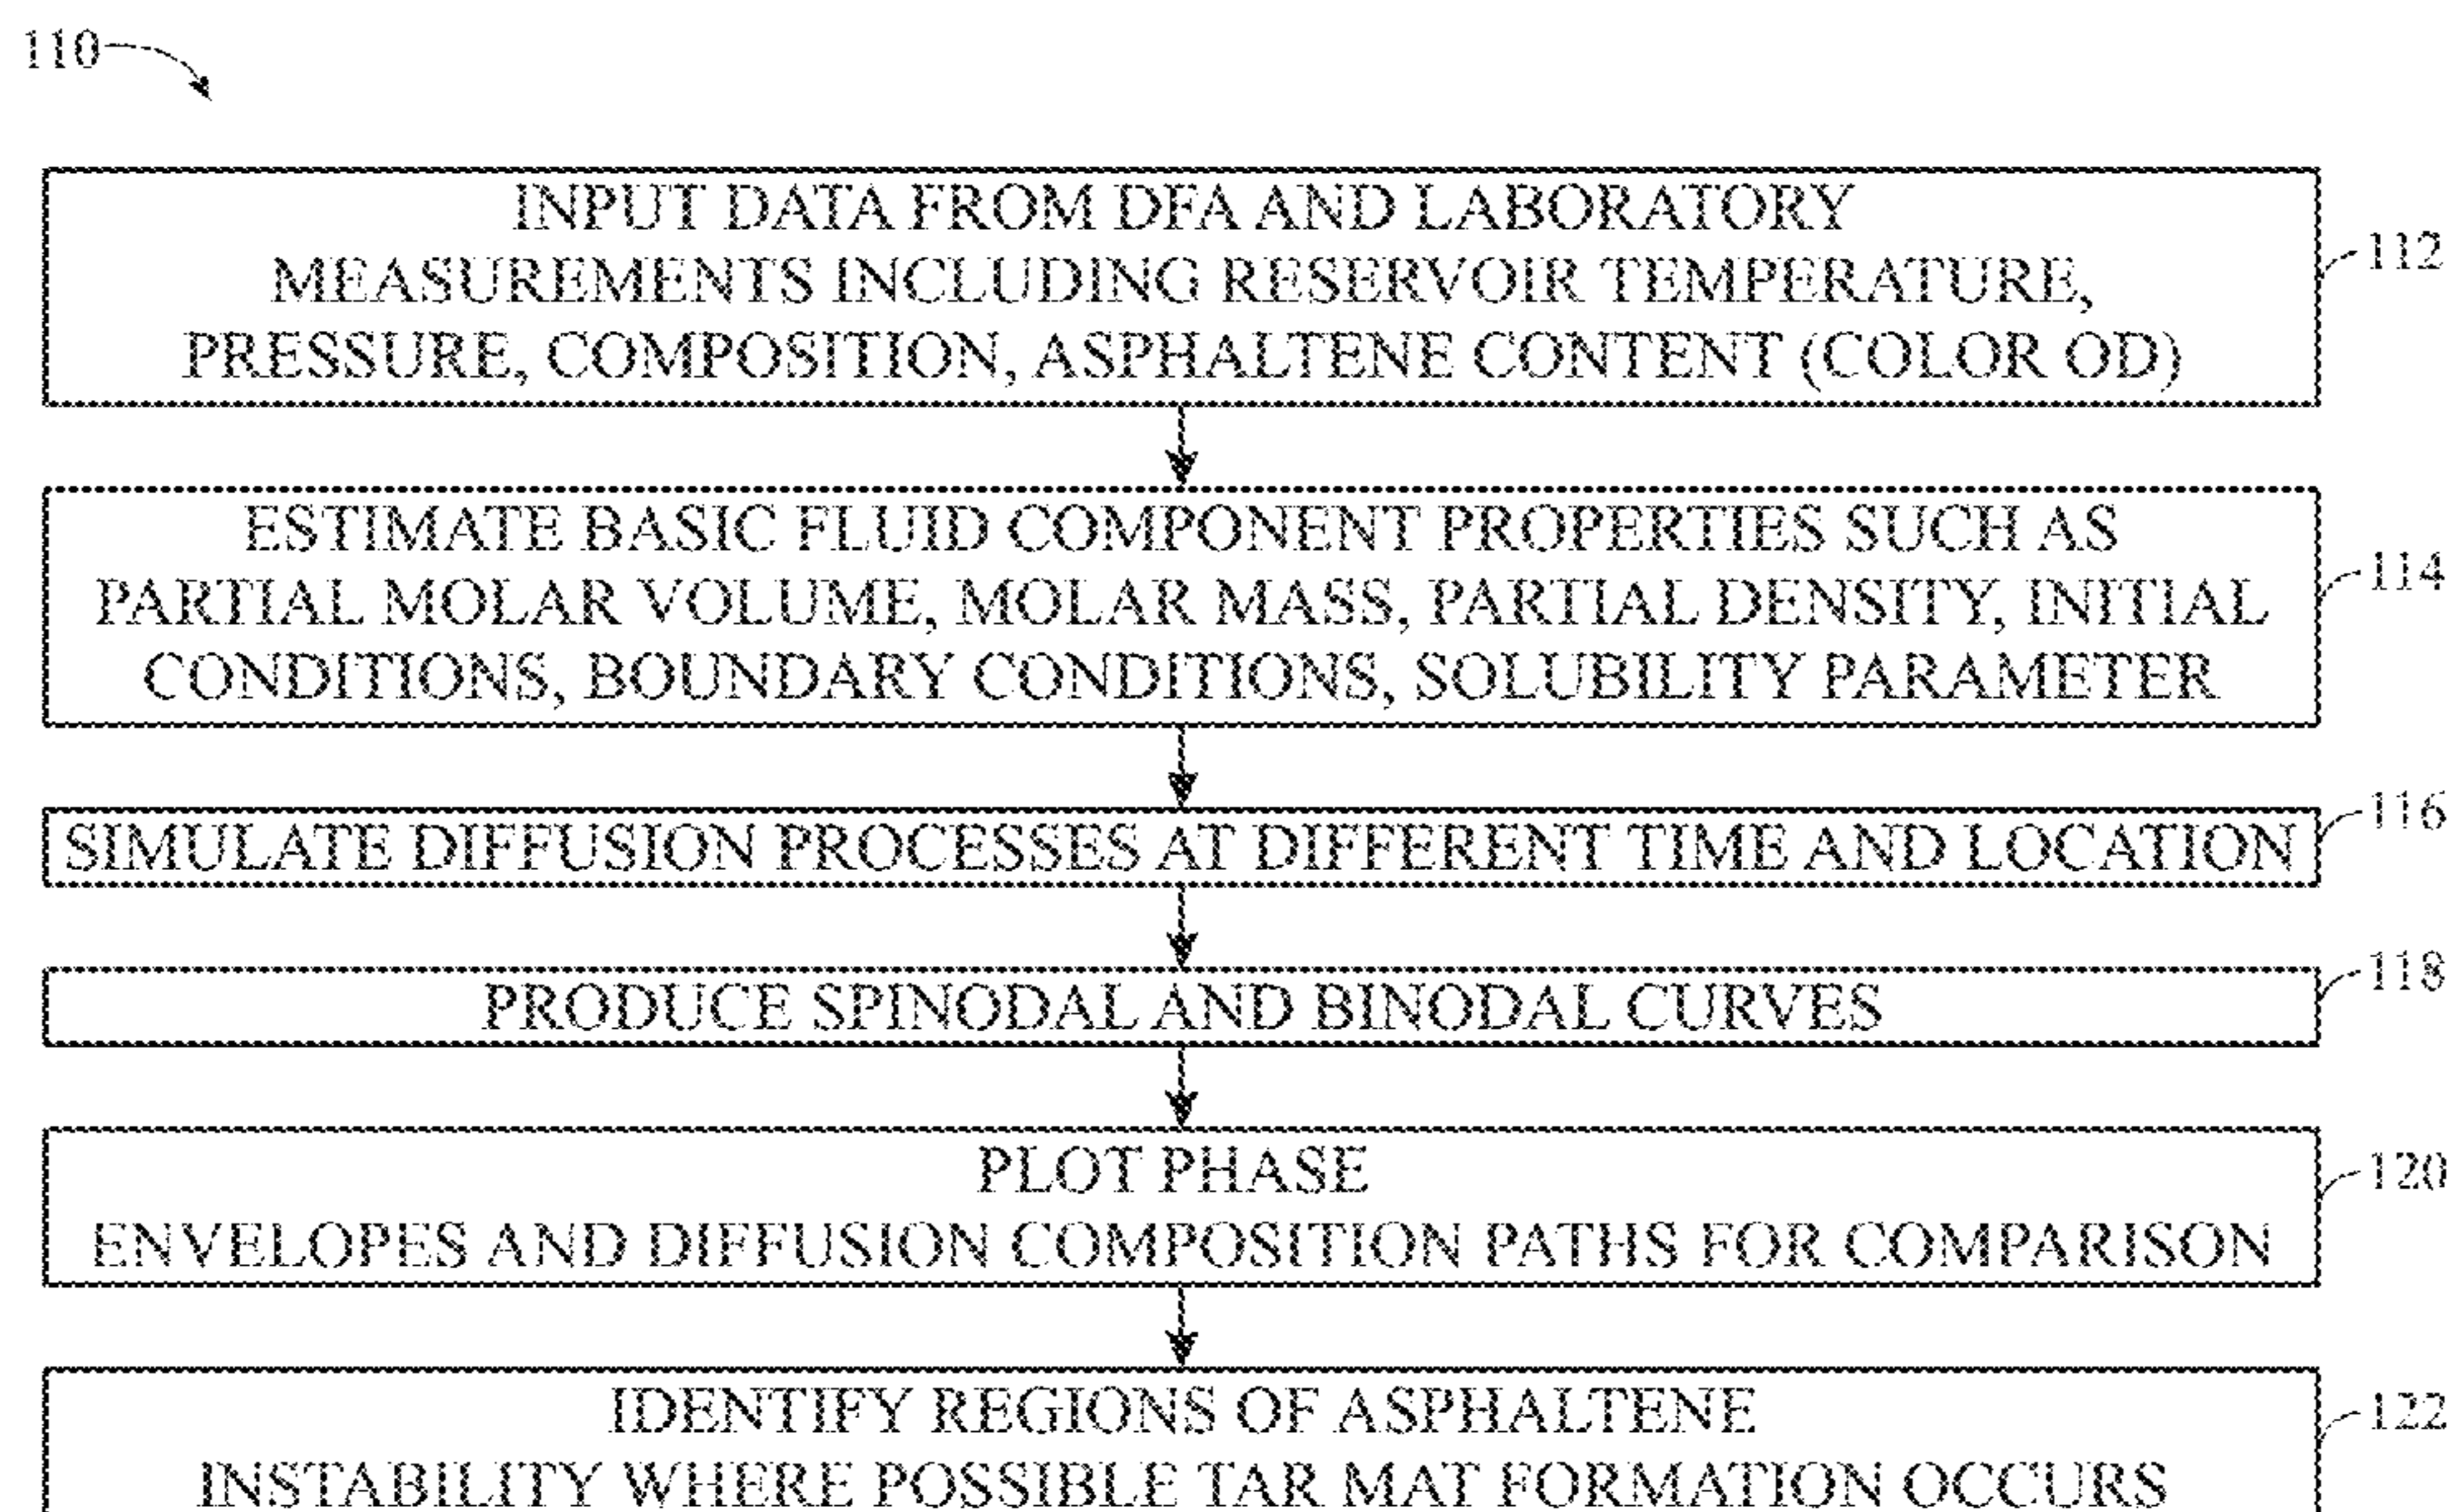 110
INPUT DATA FROM DFA AND LABORATORY
MEASUREMENTS INCLUDING RESERVOIR TEMPERATURE,
PRESSURE, COMPOSITION, ASPHALTENE CONTENT (COLOR OD)
112
ESTIMATE BASIC FLUID COMPONENT PROPERTIES SUCH AS
PARTIAL MOLAR VOLUME, MOLAR MASS, PARTIAL DENSITY, INITIAL
CONDITIONS, BOUNDARY CONDITIONS, SOLUBILITY PARAMETER
114
SIMULATE DIFFUSION PROCESSES AT DIFFERENT TIME AND LOCATION
116
PRODUCE SPINODAL AND BINODAL CURVES
118
PLOT PHASE
ENVELOPES AND DIFFUSION COMPOSITION PATHS FOR COMPARISON
120
IDENTIFY REGIONS OF ASPHALTENE
INSTABILITY WHERE POSSIBLE TAR MAT FORMATION OCCURS
122